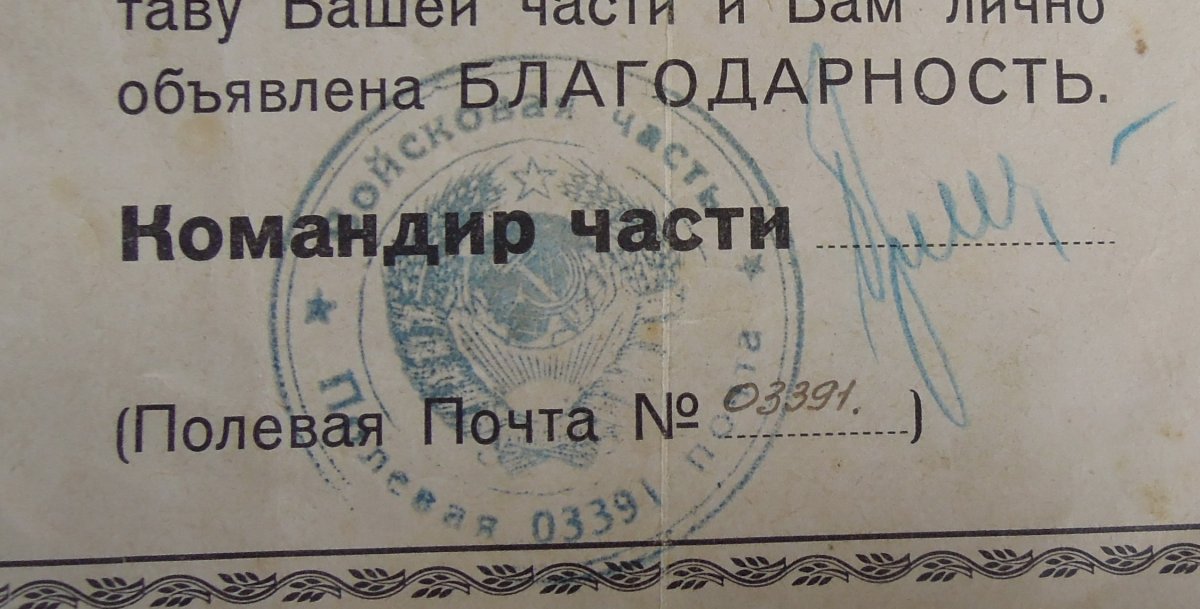 таву Вашей части и Вам лично
объявлена БЛАГОДАРНОСТЬ.
Командир части
(Полевая Почта № 03391.)
Войсковая часть
Полевая 03391 Почта